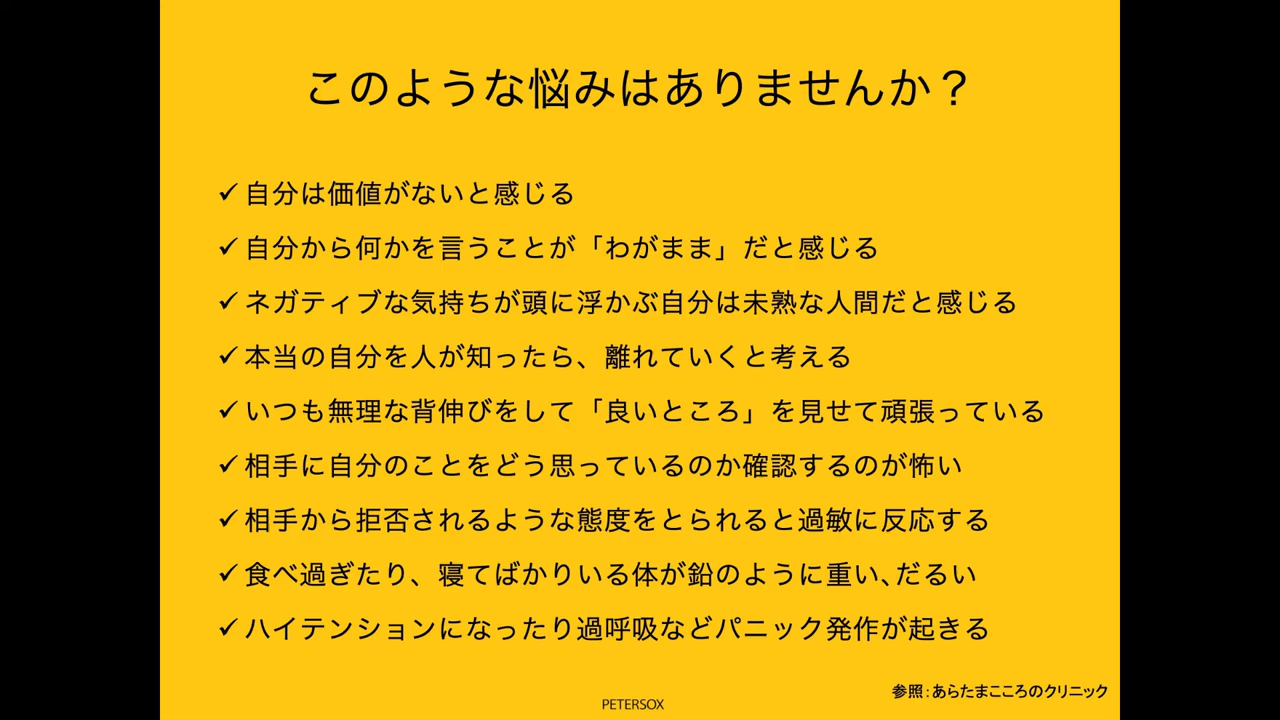 このような悩みはありませんか？
✓自分は価値がないと感じる
✓自分から何かを言うことが「わがまま」だと感じる
✓ネガティブな気持ちが頭に浮かぶ自分は未熟な人間だと感じる
✓本当の自分を人が知ったら、離れていくと考える
✓いつも無理な背伸びをして「良いところ」を見せて頑張っている
✓相手に自分のことをどう思っているのか確認するのが怖い
✓相手から拒否されるような態度をとられると過敏に反応する
✓食べ過ぎたり、寝てばかりいる体が鉛のように重い､だるい
✓ハイテンションになったり過呼吸などパニック発作が起きる
参照：あらたまこころのクリニック
PETERSOX